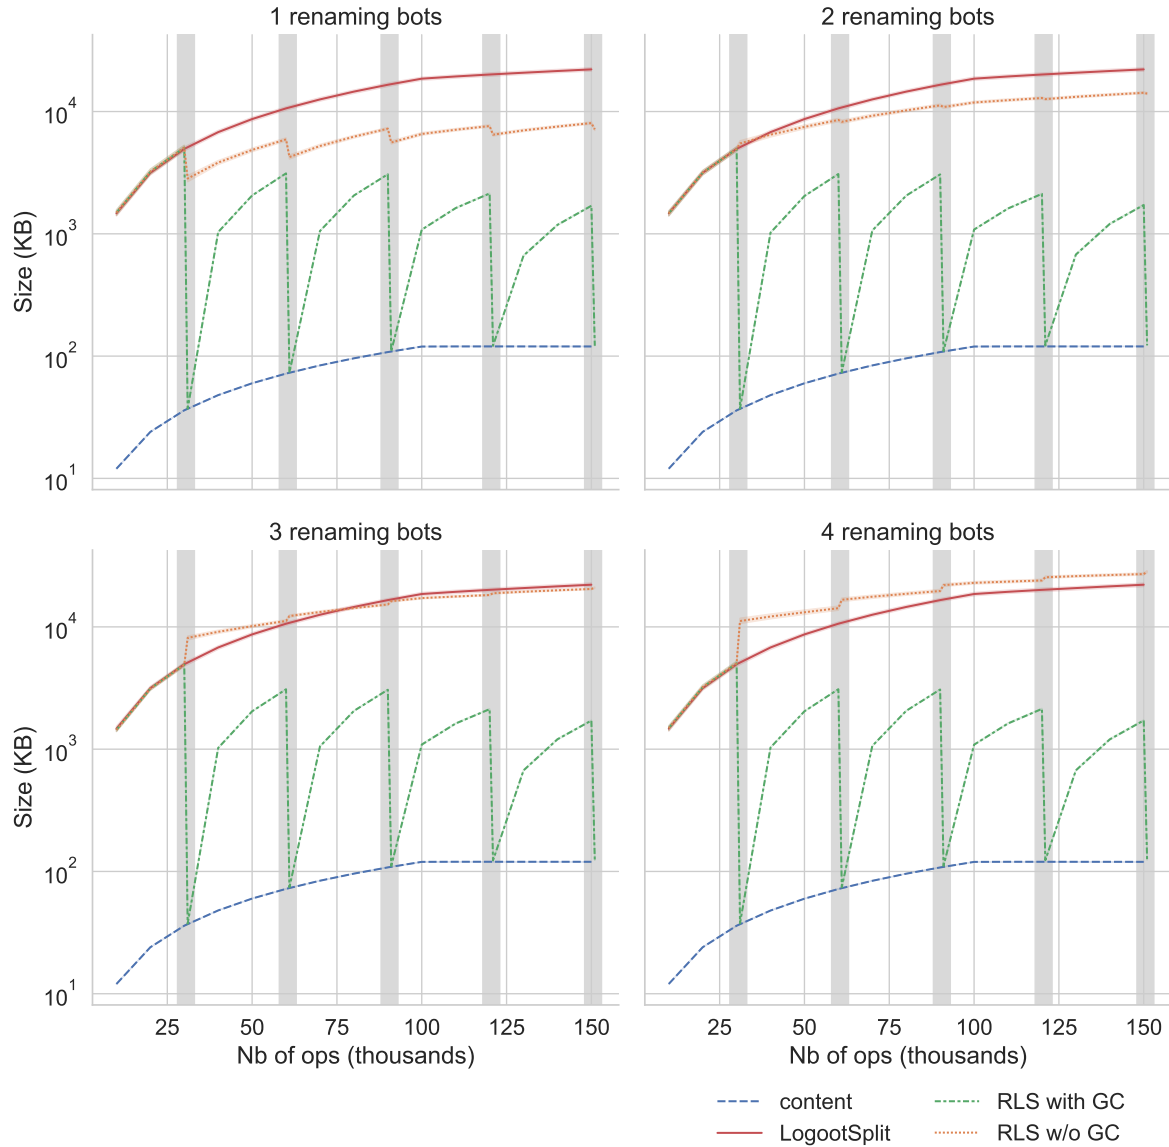 1 renaming bots
2 renaming bots
Size (KB)
10^4
10^3
10^2
10^1
3 renaming bots
4 renaming bots
Size (KB)
10^4
10^3
10^2
10^1
25 50 75 100 125 150
25 50 75 100 125 150
Nb of ops (thousands)
Nb of ops (thousands)
content
RLS with GC
LogootSplit
RLS w/o GC